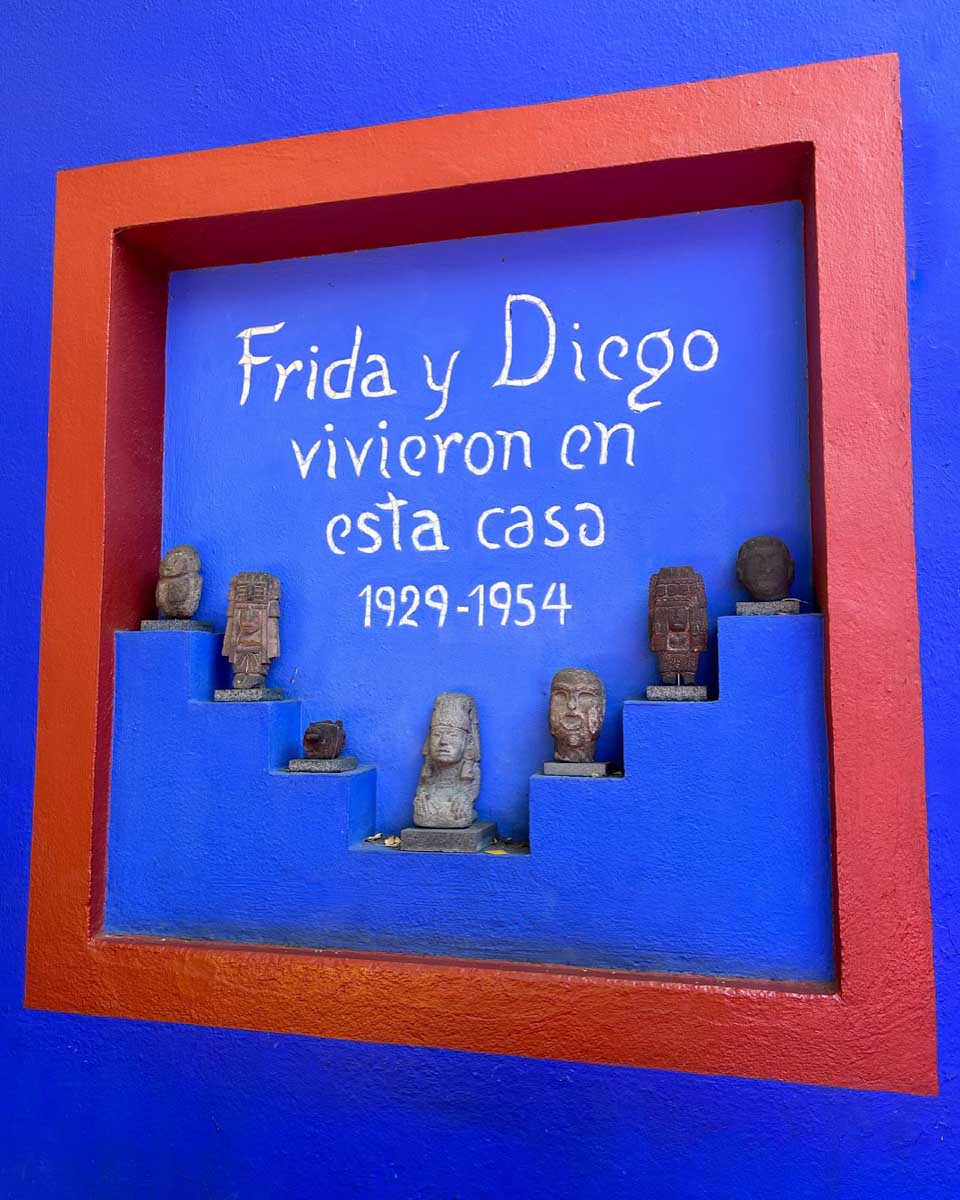 Frida y Diego
vivieron en
esta casa
1929-1954